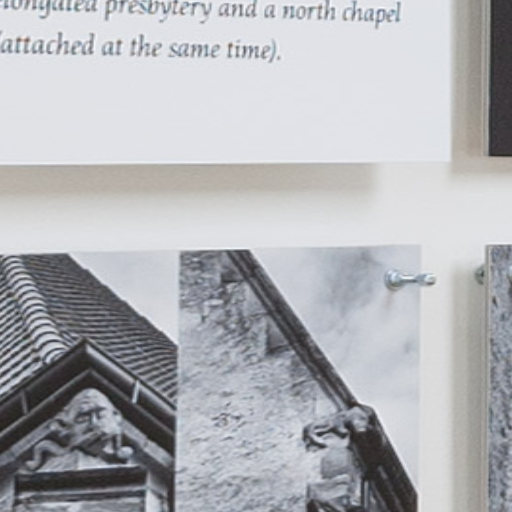 elongated presbytery and a north chapel
(attached at the same time).